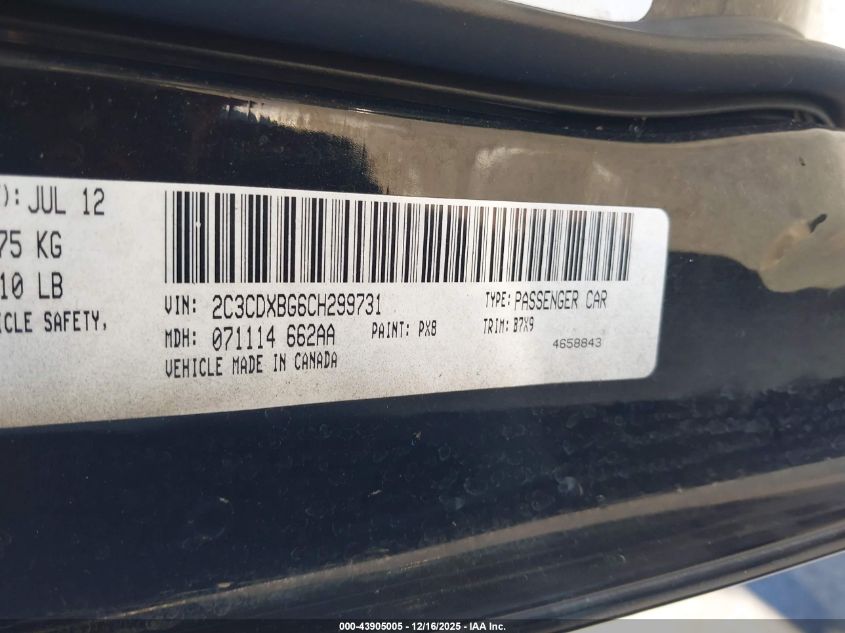 ): JUL 12
75 KG
10 LB
ICLE SAFETY,
VIN: 2C3CDXBG6CH299731
TYPE: PASSENGER CAR
MDH: 071114 662AA
PAINT: PX8
TRIM: B7X9
VEHICLE MADE IN CANADA
4658843
000-43905005 - 12/16/2025 - IAA Inc.